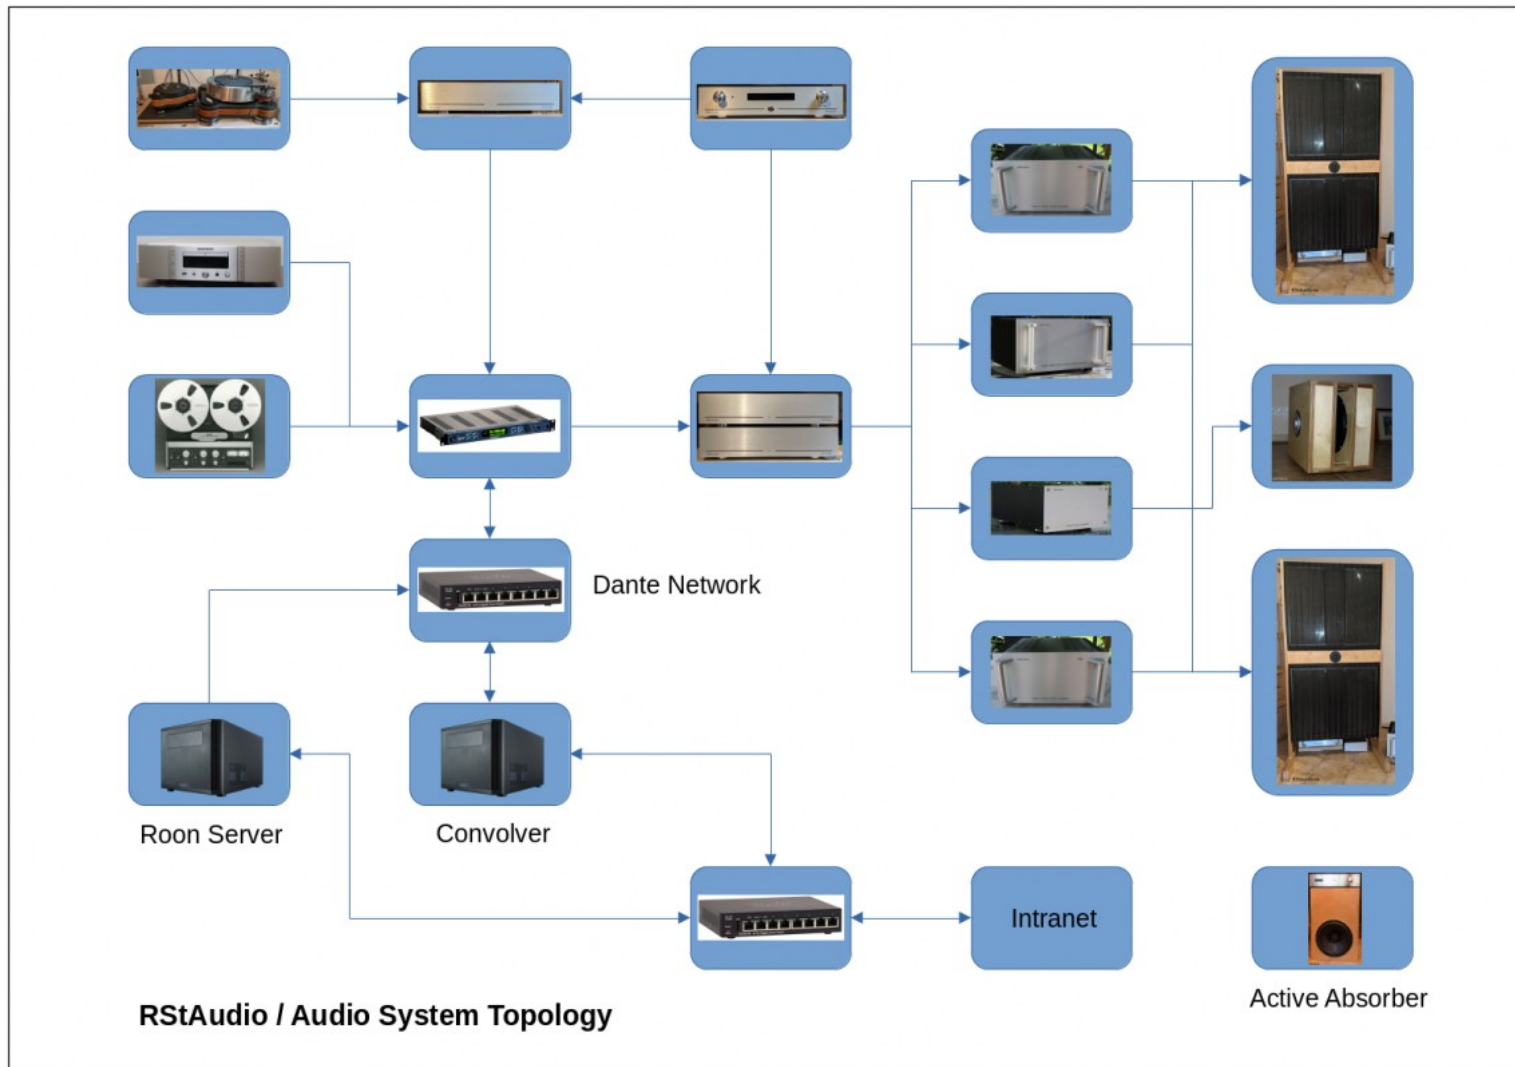 Dante Network
Roon Server
Convolver
Intranet
Active Absorber
RStAudio / Audio System Topology